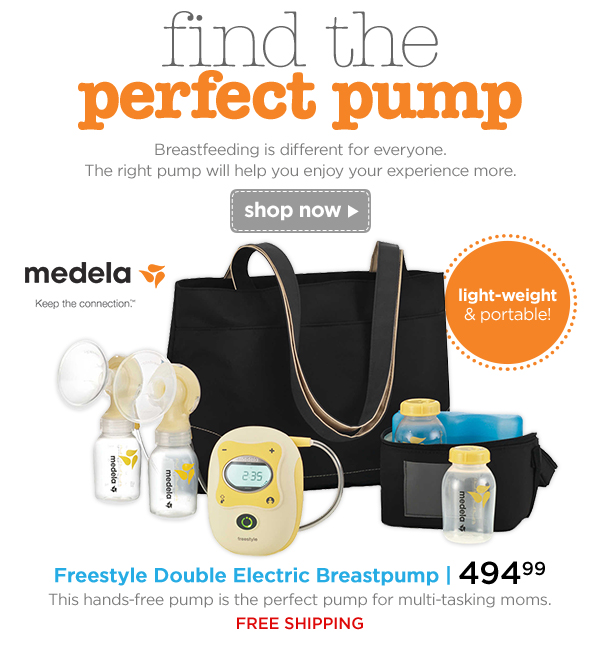 find the
perfect pump
Breastfeeding is different for everyone.
The right pump will help you enjoy your experience more.
shop now
medela
Keep the connection.™
light-weight
& portable!
medela
medela
2:35
freestyle
medela
Freestyle Double Electric Breastpump | 494⁹⁹
This hands-free pump is the perfect pump for multi-tasking moms.
FREE SHIPPING